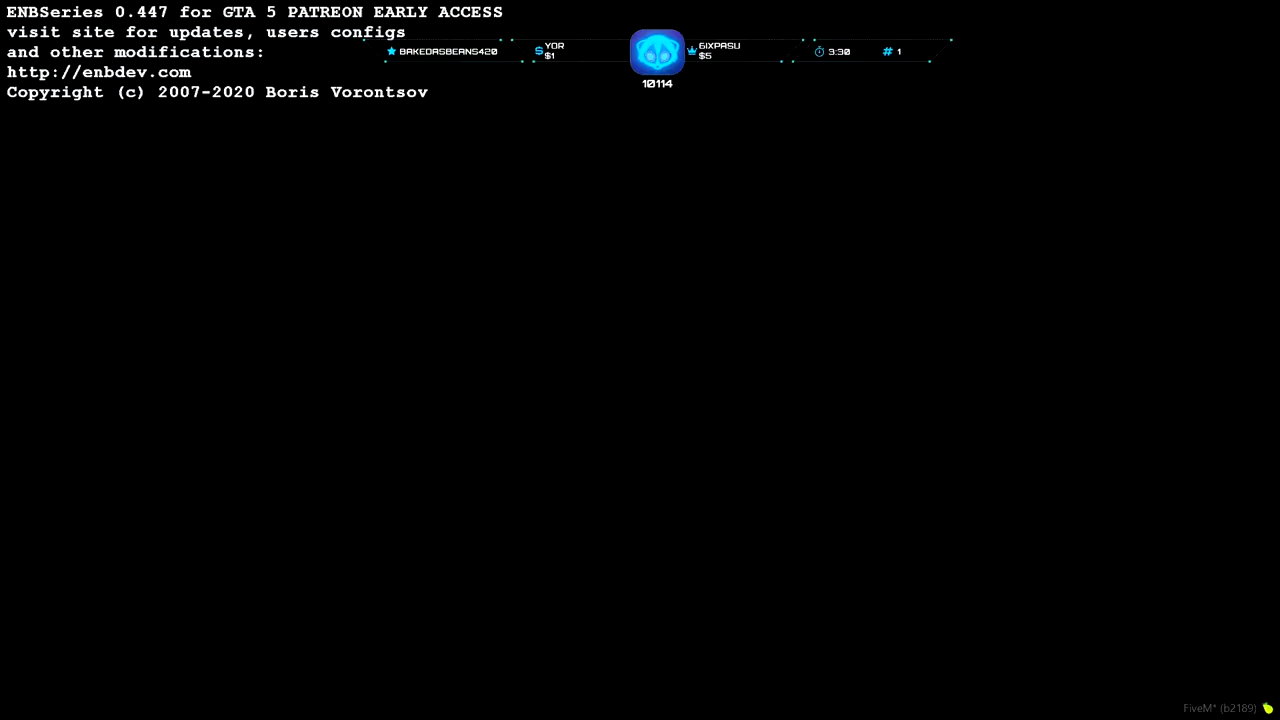 ENBSeries 0.447 for GTA 5 PATREON EARLY ACCESS
visit site for updates, users configs
and other modifications:
http://enbdev.com
Copyright (c) 2007-2020 Boris Vorontsov
BAKEDASBEANS420
YOR
$1
10114
6IXPASU
$5
3:30
# 1
FiveM* (b2189)